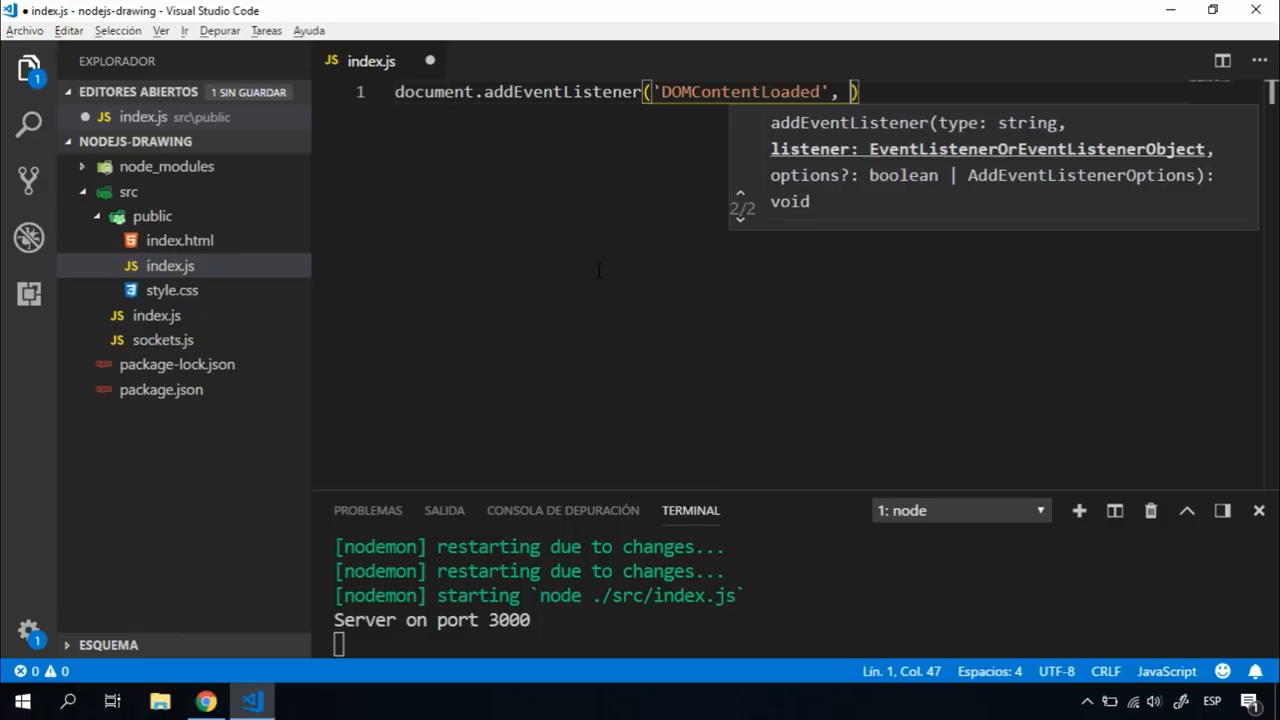 ● index.js - nodejs-drawing - Visual Studio Code
Archivo Editar Selección Ver Ir Depurar Tareas Ayuda
EXPLORADOR
JS index.js ●
EDITORES ABIERTOS 1 SIN GUARDAR
JS index.js src\public
NODEJS-DRAWING
node_modules
src
public
index.html
JS index.js
style.css
JS index.js
JS sockets.js
package-lock.json
package.json
ESQUEMA
1 document.addEventListener('DOMContentLoaded', )
addEventListener(type: string,
listener: EventListenerOrEventListenerObject,
options?: boolean | AddEventListenerOptions):
void
2/2
PROBLEMAS SALIDA CONSOLA DE DEPURACIÓN TERMINAL 1: node
[nodemon] restarting due to changes...
[nodemon] restarting due to changes...
[nodemon] starting `node ./src/index.js`
Server on port 3000
1
1
0 0 Lín. 1, Col. 47 Espacios: 4 UTF-8 CRLF JavaScript
ESP 1